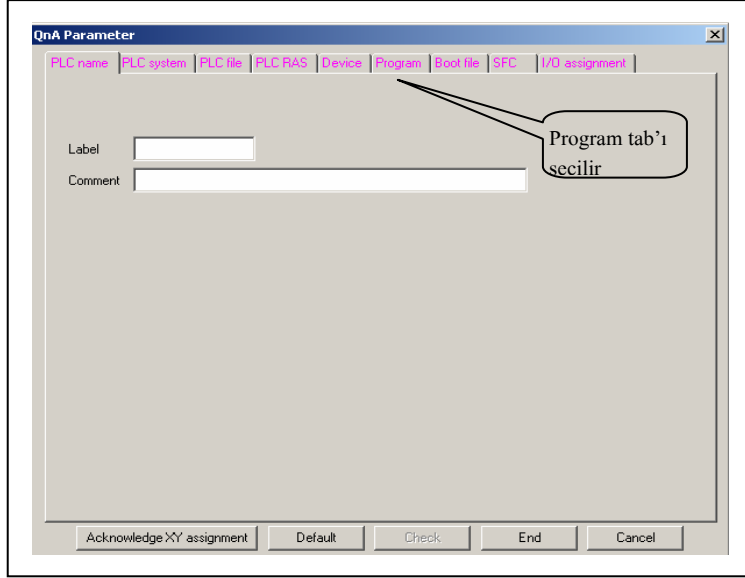 QnA Parameter
PLC name PLC system PLC file PLC RAS Device Program Boot file SFC I/O assignment
Program tab'ı
secilir
Label
Comment
Acknowledge XY assignment Default Check End Cancel